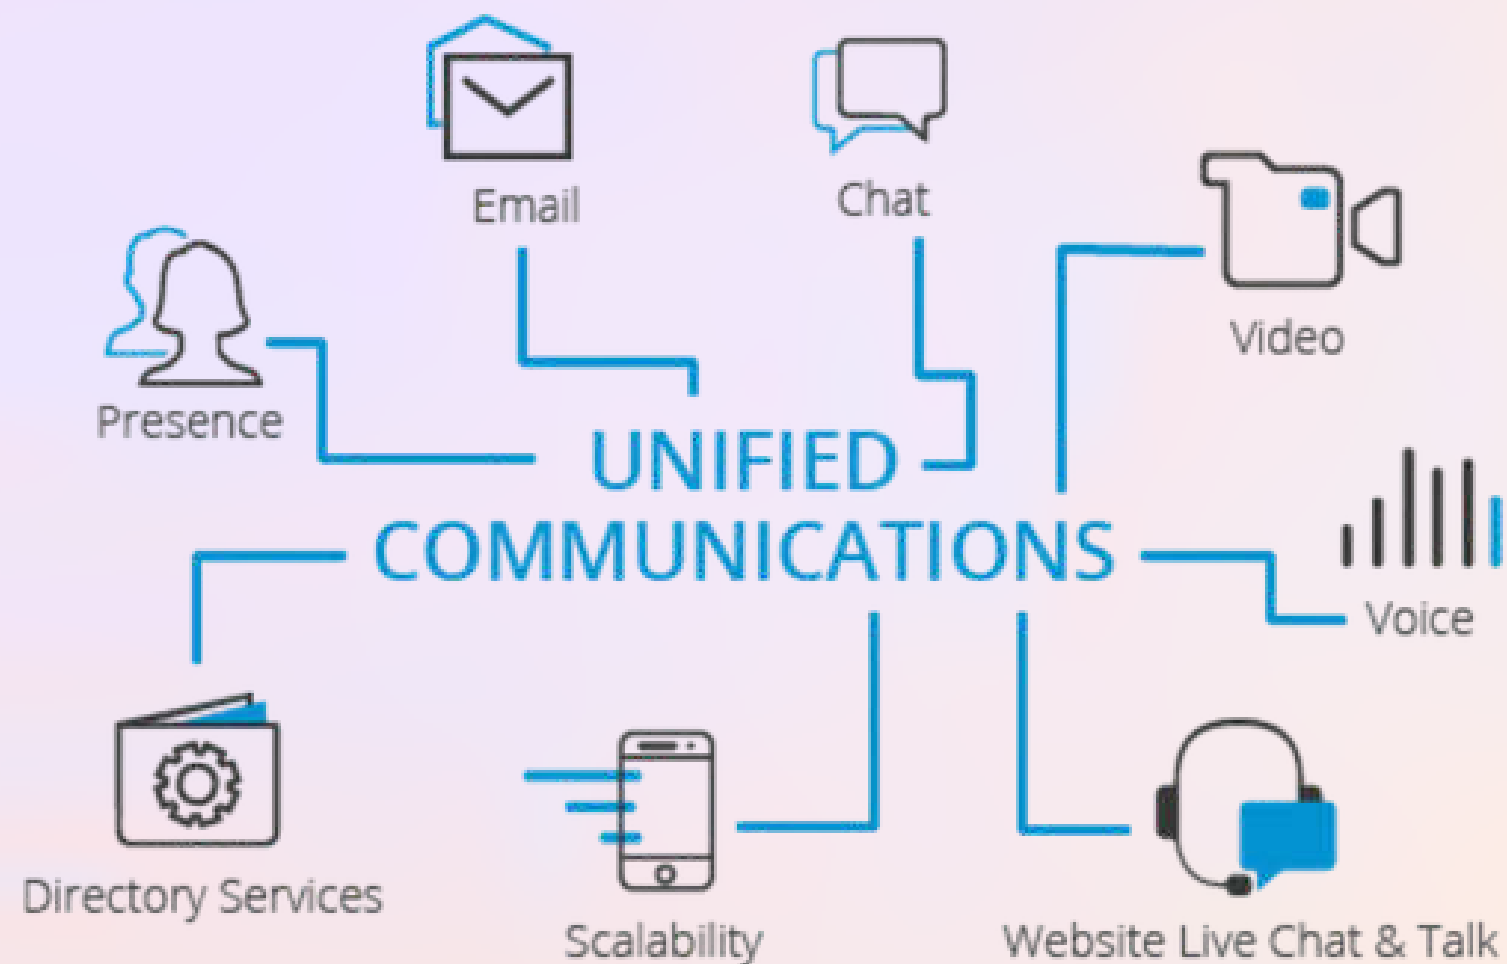 Email
Chat
Video
Presence
UNIFIED
COMMUNICATIONS
Voice
Directory Services
Scalability
Website Live Chat & Talk